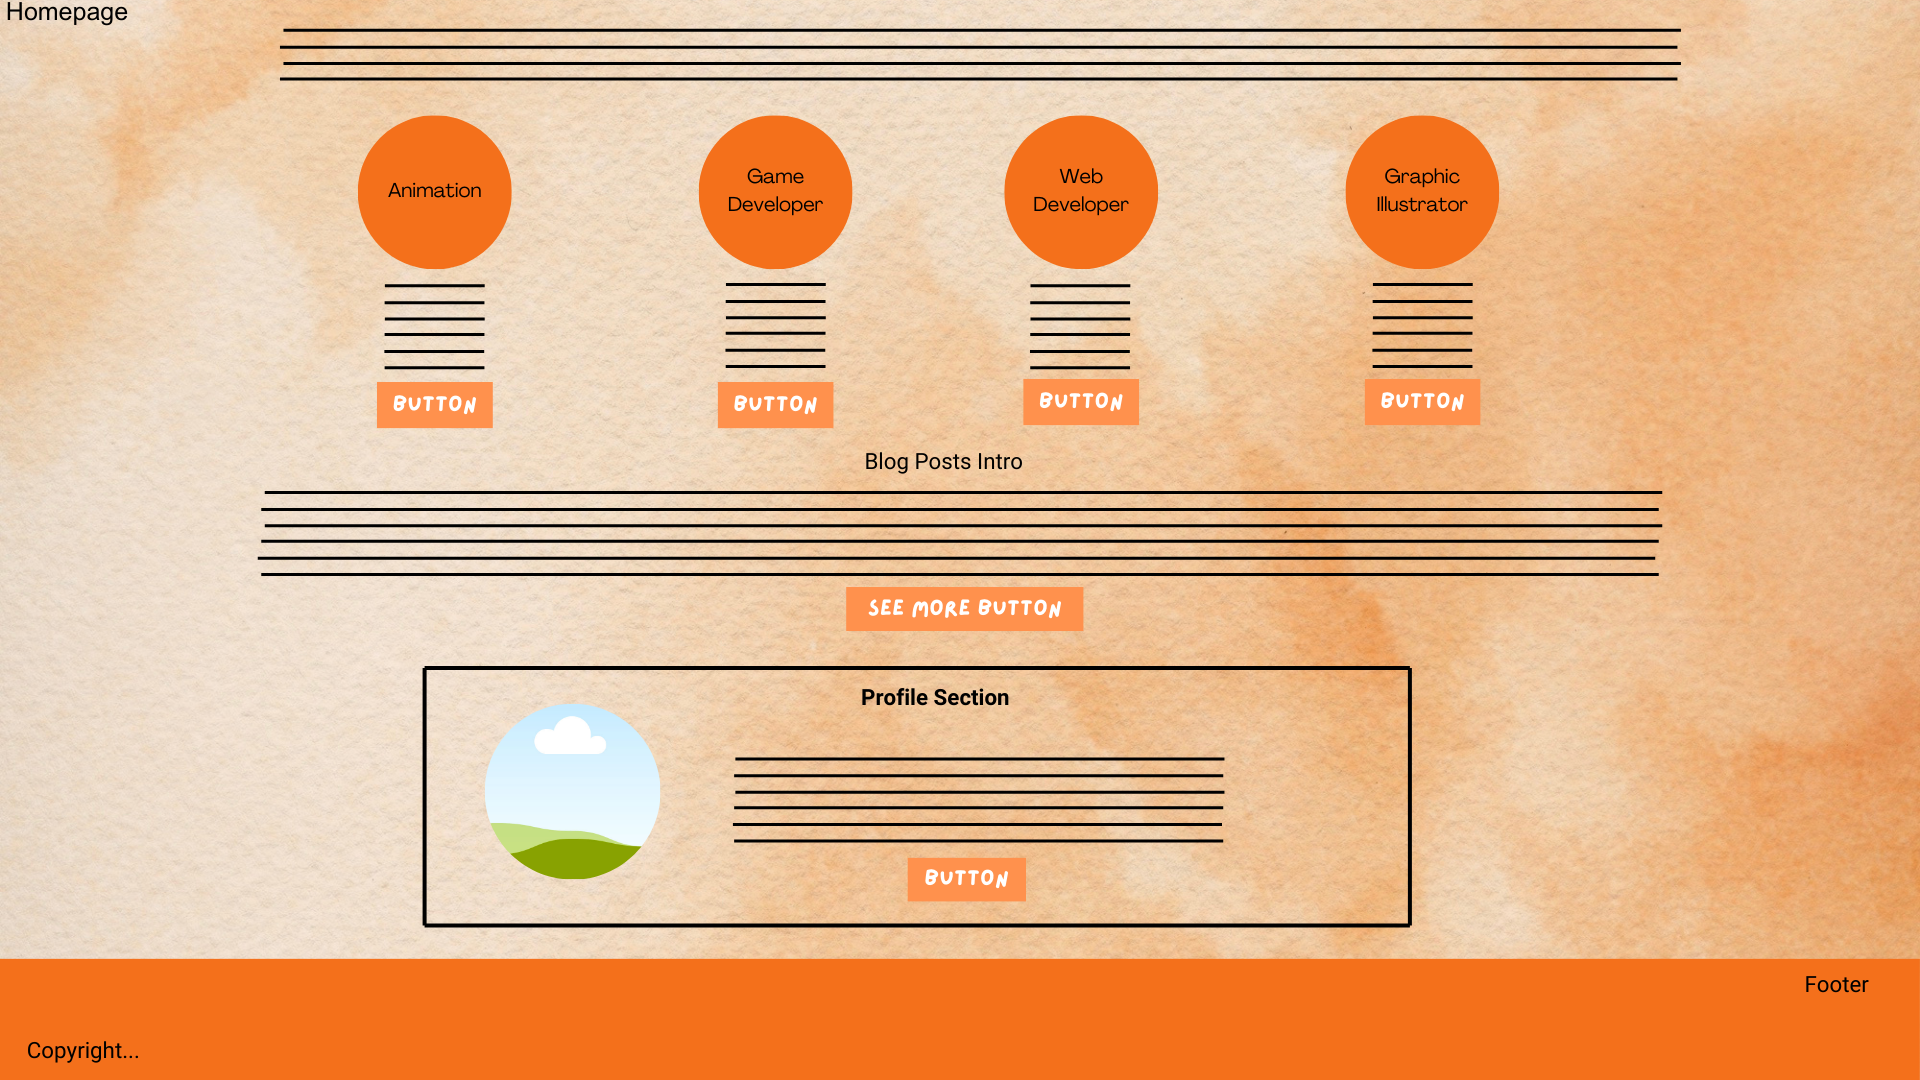 Homepage
Animation
Game
Developer
Web
Developer
Graphic
Illustrator
BUTTON
BUTTON
BUTTON
BUTTON
Blog Posts Intro
SEE MORE BUTTON
Profile Section
BUTTON
Footer
Copyright...